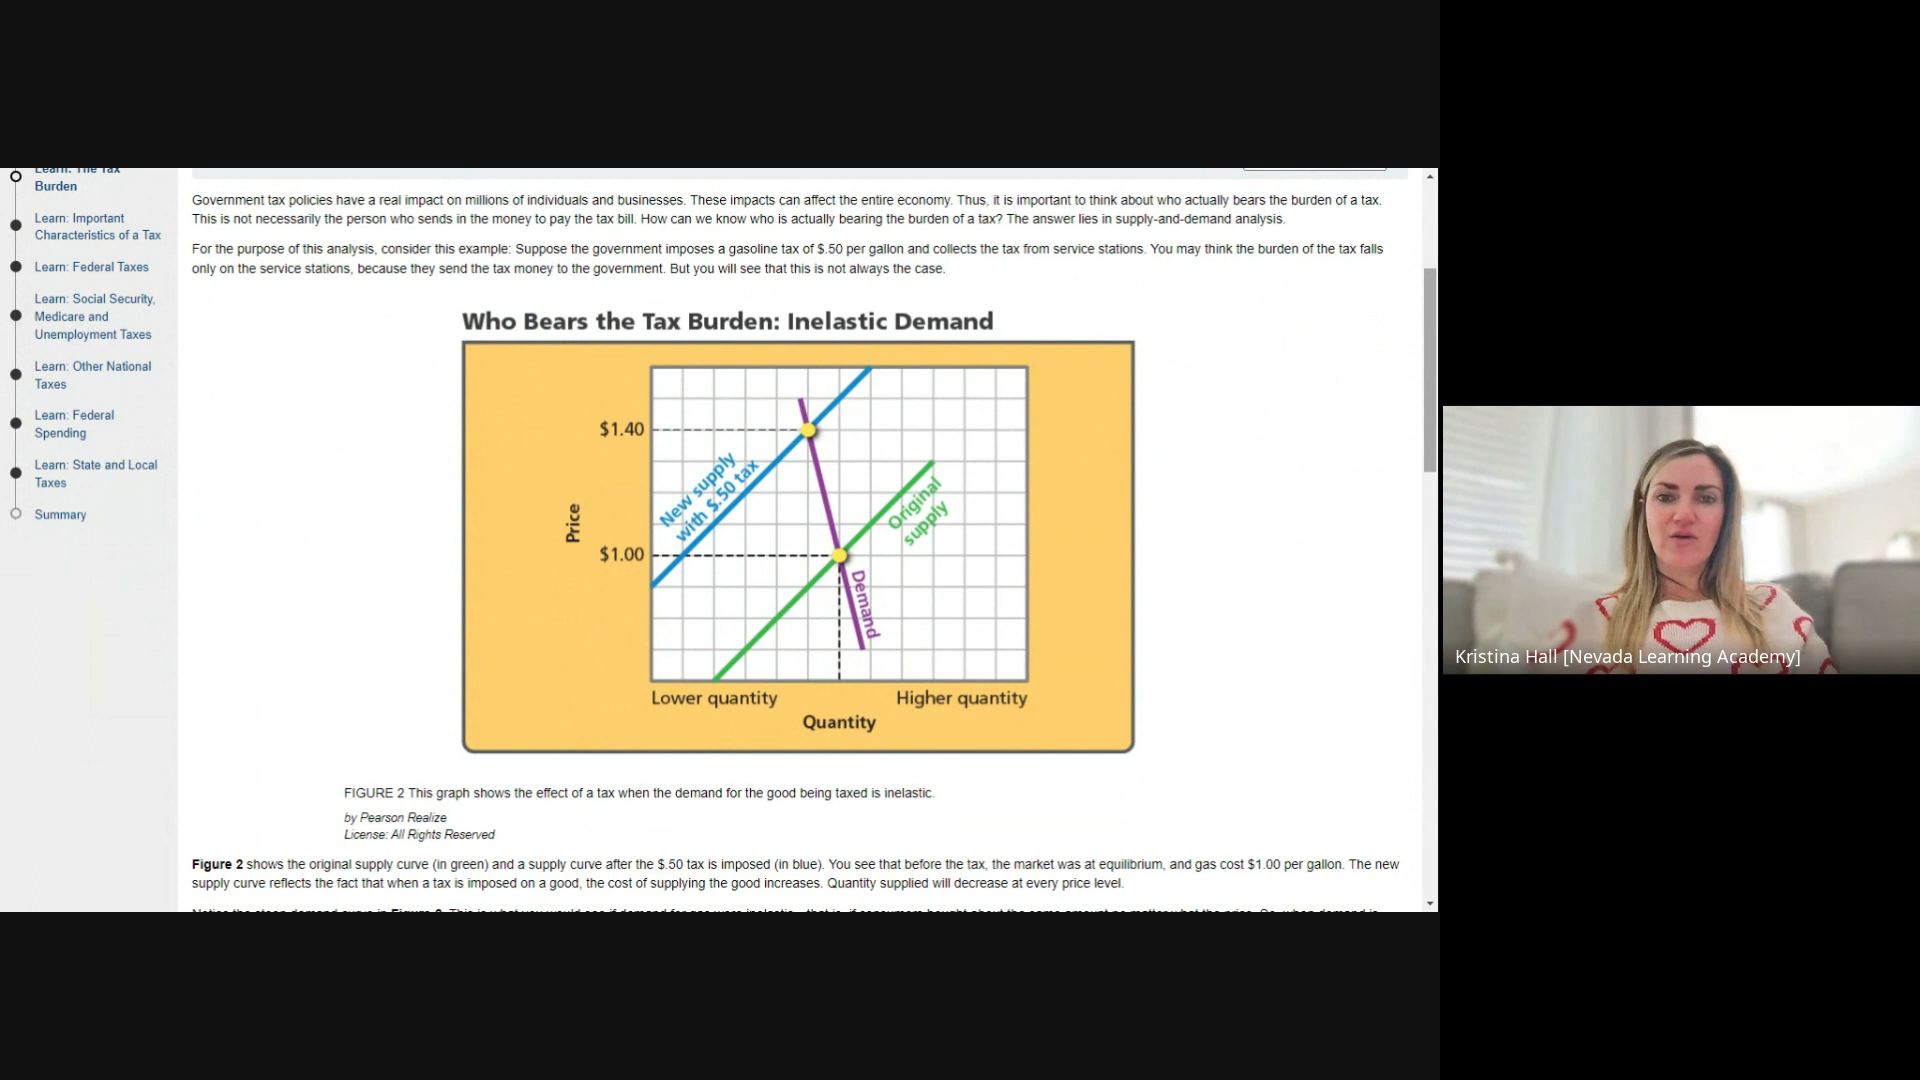 Learn: The Tax
Burden
Learn: Important
Characteristics of a Tax
Learn: Federal Taxes
Learn: Social Security,
Medicare and
Unemployment Taxes
Learn: Other National
Taxes
Learn: Federal
Spending
Learn: State and Local
Taxes
Summary
Government tax policies have a real impact on millions of individuals and businesses. These impacts can affect the entire economy. Thus, it is important to think about who actually bears the burden of a tax.
This is not necessarily the person who sends in the money to pay the tax bill. How can we know who is actually bearing the burden of a tax? The answer lies in supply-and-demand analysis.
For the purpose of this analysis, consider this example: Suppose the government imposes a gasoline tax of $.50 per gallon and collects the tax from service stations. You may think the burden of the tax falls
only on the service stations, because they send the tax money to the government. But you will see that this is not always the case.
Who Bears the Tax Burden: Inelastic Demand
$1.40
New supply
with $.50 tax
Original
supply
Price
$1.00
Demand
Lower quantity
Higher quantity
Quantity
FIGURE 2 This graph shows the effect of a tax when the demand for the good being taxed is inelastic.
by Pearson Realize
License: All Rights Reserved
Figure 2 shows the original supply curve (in green) and a supply curve after the $.50 tax is imposed (in blue). You see that before the tax, the market was at equilibrium, and gas cost $1.00 per gallon. The new
supply curve reflects the fact that when a tax is imposed on a good, the cost of supplying the good increases. Quantity supplied will decrease at every price level.
Kristina Hall [Nevada Learning Academy]